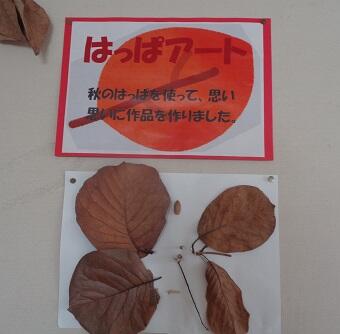 はっぱアート
秋のはっぱを使って、思い
思いに作品を作りました。